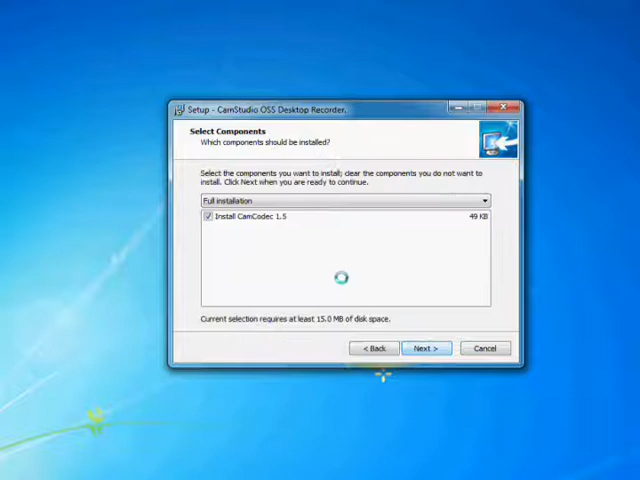 Setup - CamStudio OSS Desktop Recorder.
Select Components
Which components should be installed?
Select the components you want to install; clear the components you do not want to
install. Click Next when you are ready to continue.
Full installation
Install CamCodec 1.5 49 KB
Current selection requires at least 15.0 MB of disk space.
< Back Next > Cancel